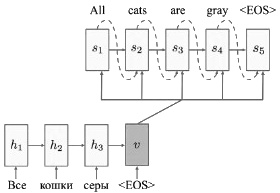 All cats are gray <EOS>
s1 s2 s3 s4 s5
h1 h2 h3 v
Все кошки серы <EOS>